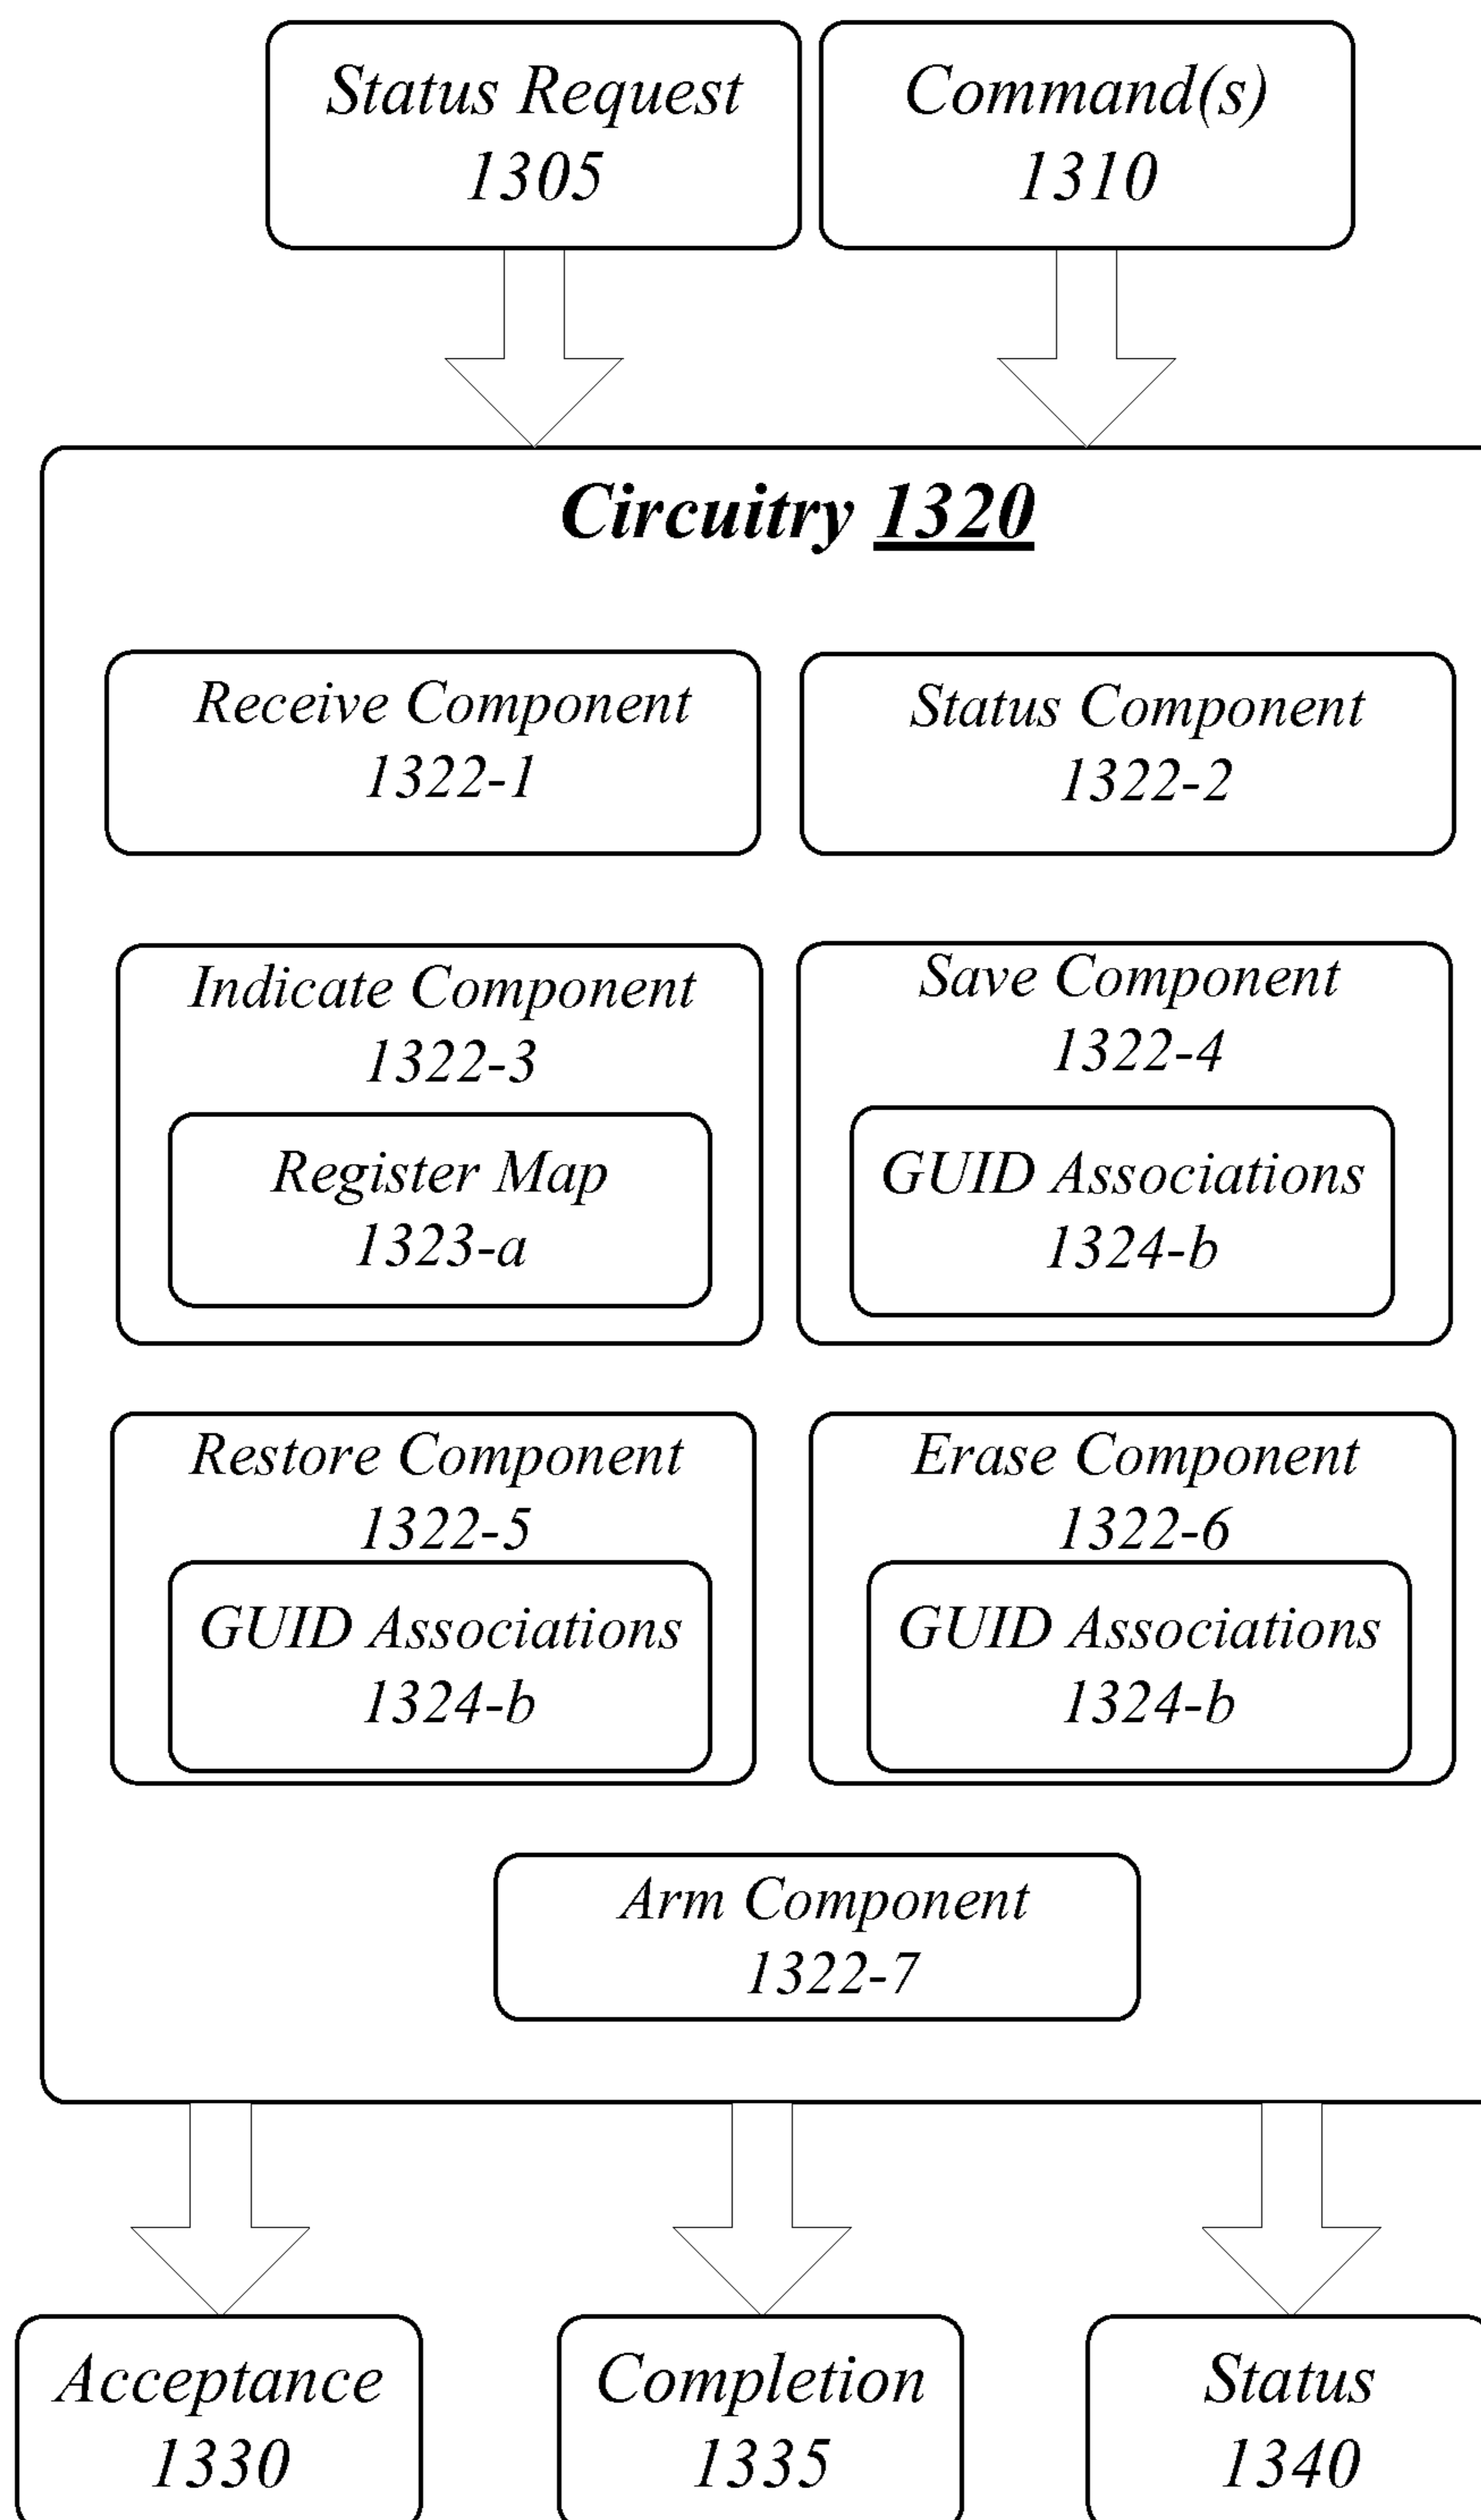 Status Request
1305
Command(s)
1310
Circuitry 1320
Receive Component
1322-1
Status Component
1322-2
Indicate Component
1322-3
Register Map
1323-a
Save Component
1322-4
GUID Associations
1324-b
Restore Component
1322-5
GUID Associations
1324-b
Erase Component
1322-6
GUID Associations
1324-b
Arm Component
1322-7
Acceptance
1330
Completion
1335
Status
1340